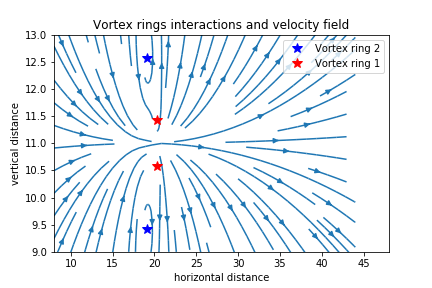 Vortex rings interactions and velocity field
Vortex ring 2
Vortex ring 1
vertical distance
13.0
12.5
12.0
11.5
11.0
10.5
10.0
9.5
9.0
10 15 20 25 30 35 40 45
horizontal distance